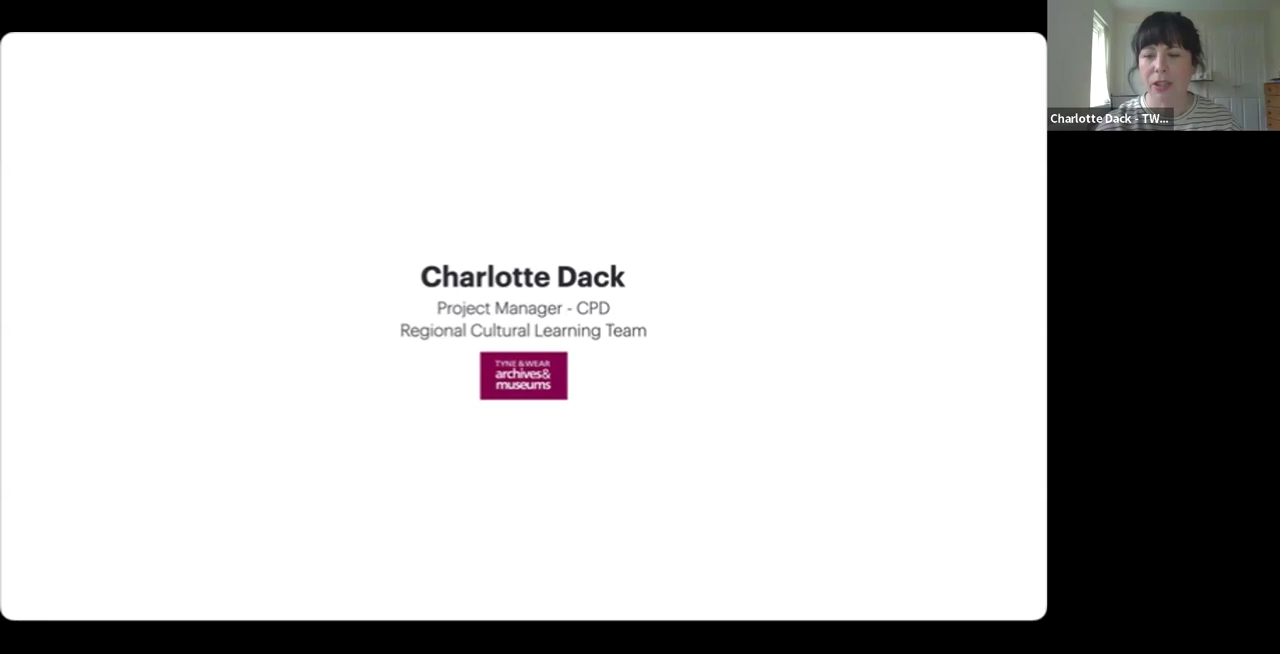 Charlotte Dack
Project Manager - CPD
Regional Cultural Learning Team
TYNE & WEAR
archives&
museums
Charlotte Dack - TW...